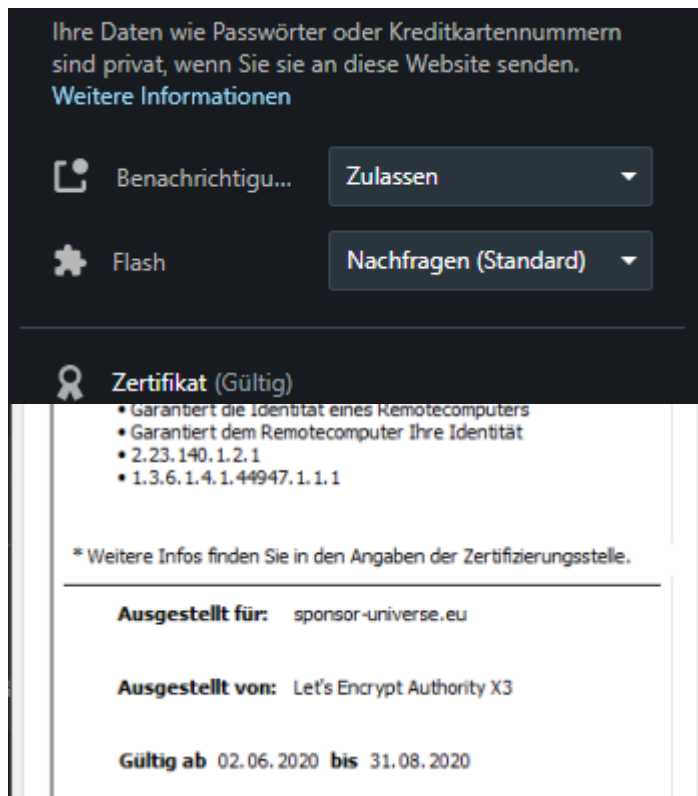 Ihre Daten wie Passwörter oder Kreditkartennummern
sind privat, wenn Sie sie an diese Website senden.
Weitere Informationen
Benachrichtigu... Zulassen
Flash Nachfragen (Standard)
Zertifikat (Gültig)
• Garantiert die Identität eines Remotecomputers
• Garantiert dem Remotecomputer Ihre Identität
• 2.23.140.1.2.1
• 1.3.6.1.4.1.44947.1.1.1
* Weitere Infos finden Sie in den Angaben der Zertifizierungsstelle.
Ausgestellt für: sponsor-universe.eu
Ausgestellt von: Let's Encrypt Authority X3
Gültig ab 02.06.2020 bis 31.08.2020